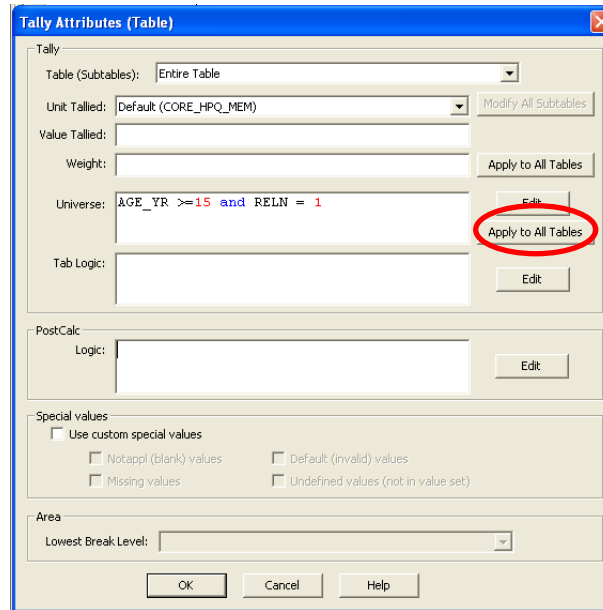 Tally Attributes (Table)
Tally
Table (Subtables): Entire Table
Unit Tallied: Default (CORE_HPQ_MEM) Modify All Subtables
Value Tallied:
Weight: Apply to All Tables
Universe: AGE_YR >=15 and RELN = 1 Edit
Apply to All Tables
Tab Logic: Edit
PostCalc
Logic: Edit
Special values
Use custom special values
Notappl (blank) values Default (invalid) values
Missing values Undefined values (not in value set)
Area
Lowest Break Level:
OK Cancel Help